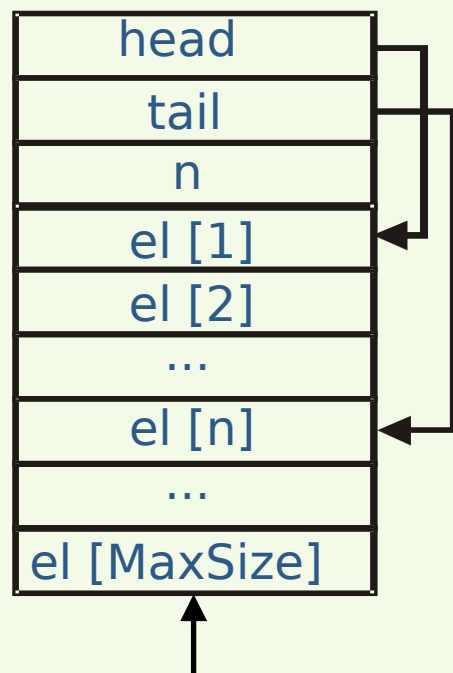 head
tail
n
el [1]
el [2]
...
el [n]
...
el [MaxSize]